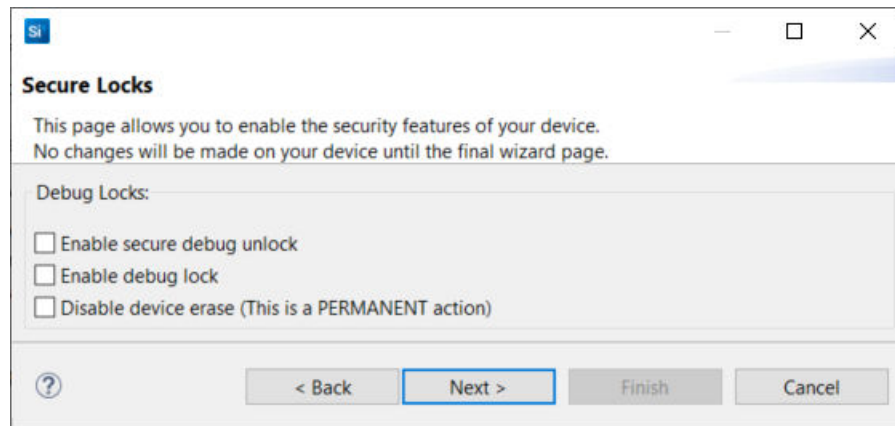 Si
Secure Locks
This page allows you to enable the security features of your device.
No changes will be made on your device until the final wizard page.
Debug Locks:
Enable secure debug unlock
Enable debug lock
Disable device erase (This is a PERMANENT action)
?
< Back
Next >
Finish
Cancel